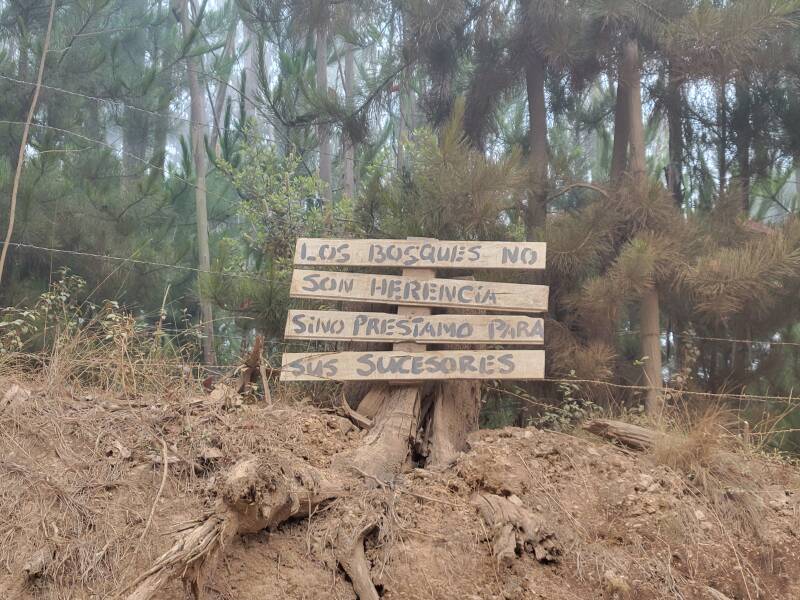 LOS BOSQUES NO
SON HERENCIA
SINO PRESTAMO PARA
SUS SUCESORES